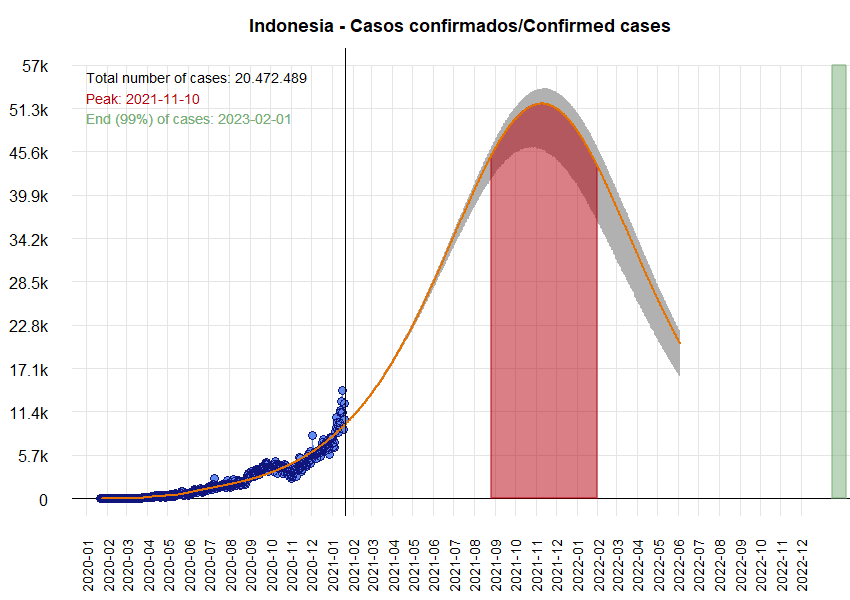 Indonesia - Casos confirmados/Confirmed cases
57k
Total number of cases: 20.472.489
Peak: 2021-11-10
End (99%) of cases: 2023-02-01
51.3k
45.6k
39.9k
34.2k
28.5k
22.8k
17.1k
11.4k
5.7k
0
2020-01
2020-02
2020-03
2020-04
2020-05
2020-06
2020-07
2020-08
2020-09
2020-10
2020-11
2020-12
2021-01
2021-02
2021-03
2021-04
2021-05
2021-06
2021-07
2021-08
2021-09
2021-10
2021-11
2021-12
2022-01
2022-02
2022-03
2022-04
2022-05
2022-06
2022-07
2022-08
2022-09
2022-10
2022-11
2022-12